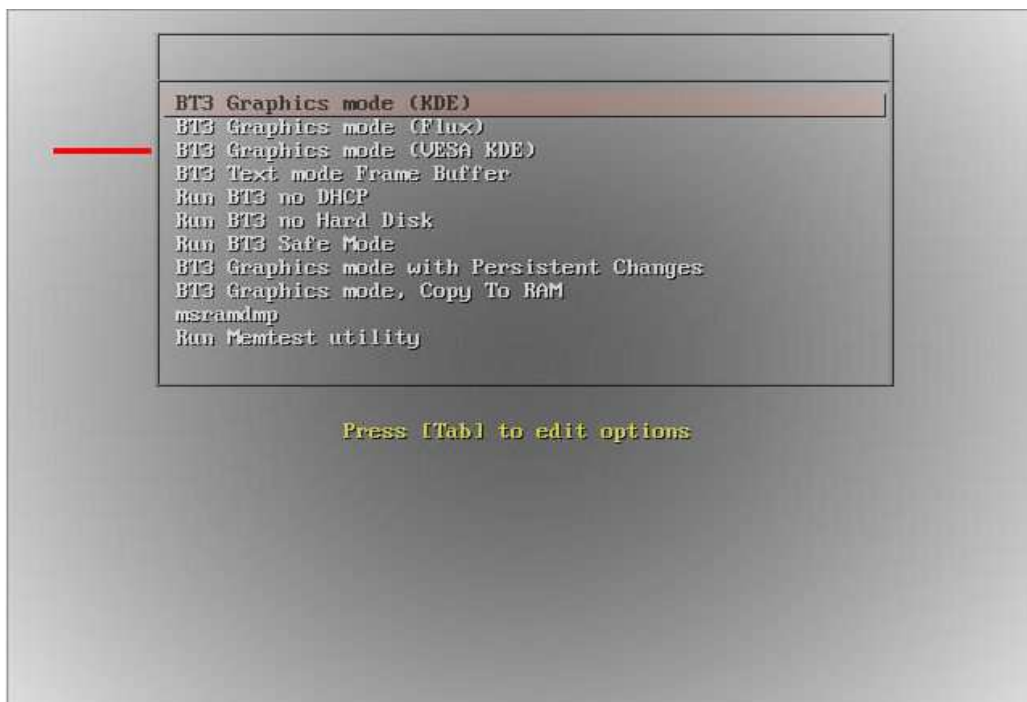 BT3 Graphics mode (KDE)
BT3 Graphics mode (Flux)
BT3 Graphics mode (VESA KDE)
BT3 Text mode Frame Buffer
Run BT3 no DHCP
Run BT3 no Hard Disk
Run BT3 Safe Mode
BT3 Graphics mode with Persistent Changes
BT3 Graphics mode, Copy To RAM
msramdmp
Run Memtest utility
Press [Tab] to edit options